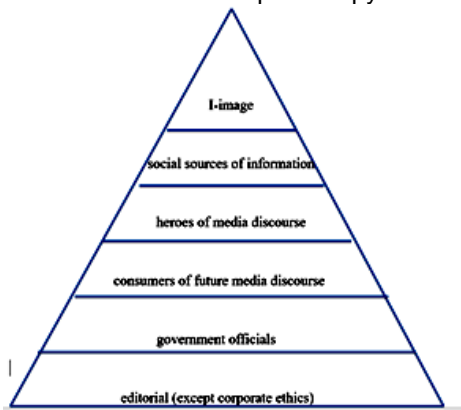 I-image
social sources of information
heroes of media discourse
consumers of future media discourse
government officials
editorial (except corporate ethics)